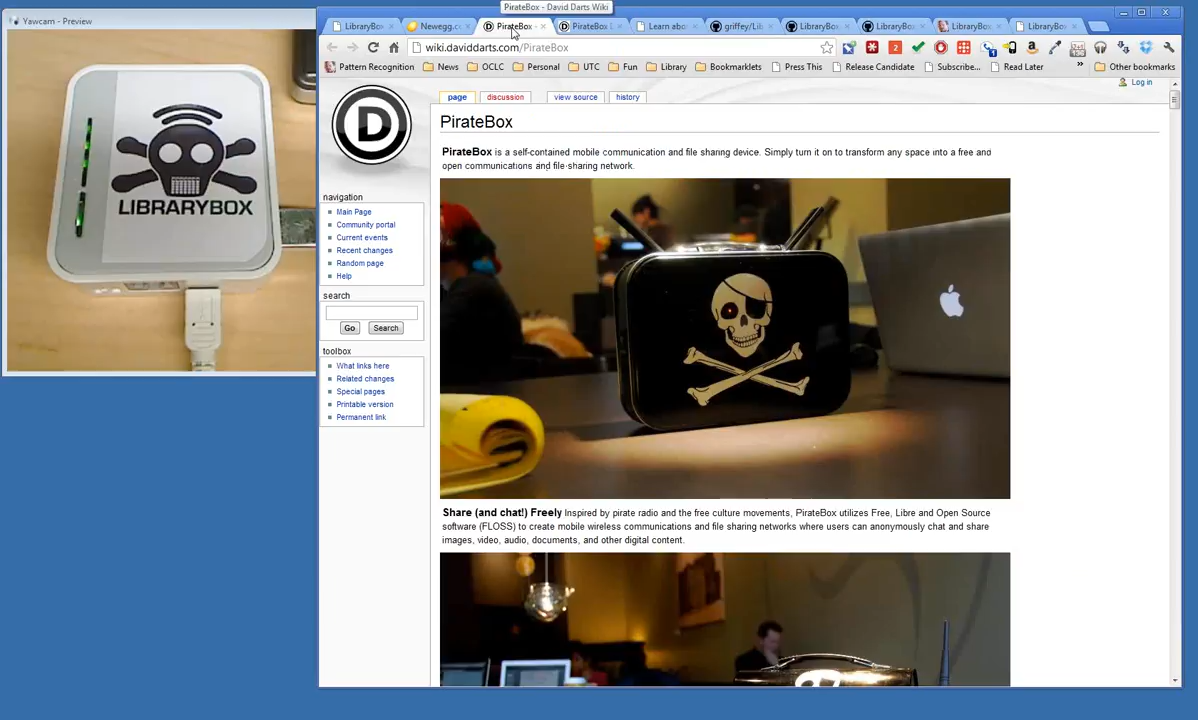 PirateBox - David Darts Wiki
Yawcam - Preview
LibraryBox
Newegg.c
PirateBox -
PirateBox D
Learn abo
griffey/Lib
LibraryBox
LibraryBox
LibraryBox
LibraryBox
wiki.daviddarts.com/PirateBox
Pattern Recognition
News
OCLC
Personal
UTC
Fun
Library
Bookmarklets
Press This
Release Candidate
Subscribe...
Read Later
»
Other bookmarks
Log in
page
discussion
view source
history
D
PirateBox
PirateBox is a self-contained mobile communication and file sharing device. Simply turn it on to transform any space into a free and
open communications and file sharing network.
LIBRARYBOX
navigation
Main Page
Community portal
Current events
Recent changes
Random page
Help
search
Go
Search
toolbox
What links here
Related changes
Special pages
Printable version
Permanent link
Share (and chat!) Freely Inspired by pirate radio and the free culture movements, PirateBox utilizes Free, Libre and Open Source
software (FLOSS) to create mobile wireless communications and file sharing networks where users can anonymously chat and share
images, video, audio, documents, and other digital content.